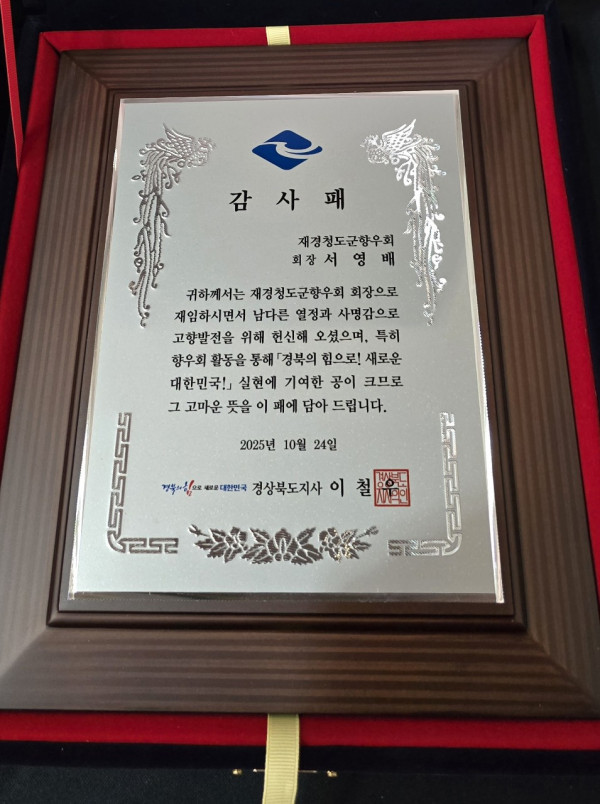 감 사 패
재경청도군향우회
회장 서 영 배
귀하께서는 재경청도군향우회 회장으로
재임하시면서 남다른 열정과 사명감으로
고향발전을 위해 헌신해 오셨으며, 특히
향우회 활동을 통해「경북의 힘으로! 새로운
대한민국!」실현에 기여한 공이 크므로
그 고마운 뜻을 이 패에 담아 드립니다.
2025년 10월 24일
경북의 힘으로 새로운 대한민국 경상북도지사 이 철 우